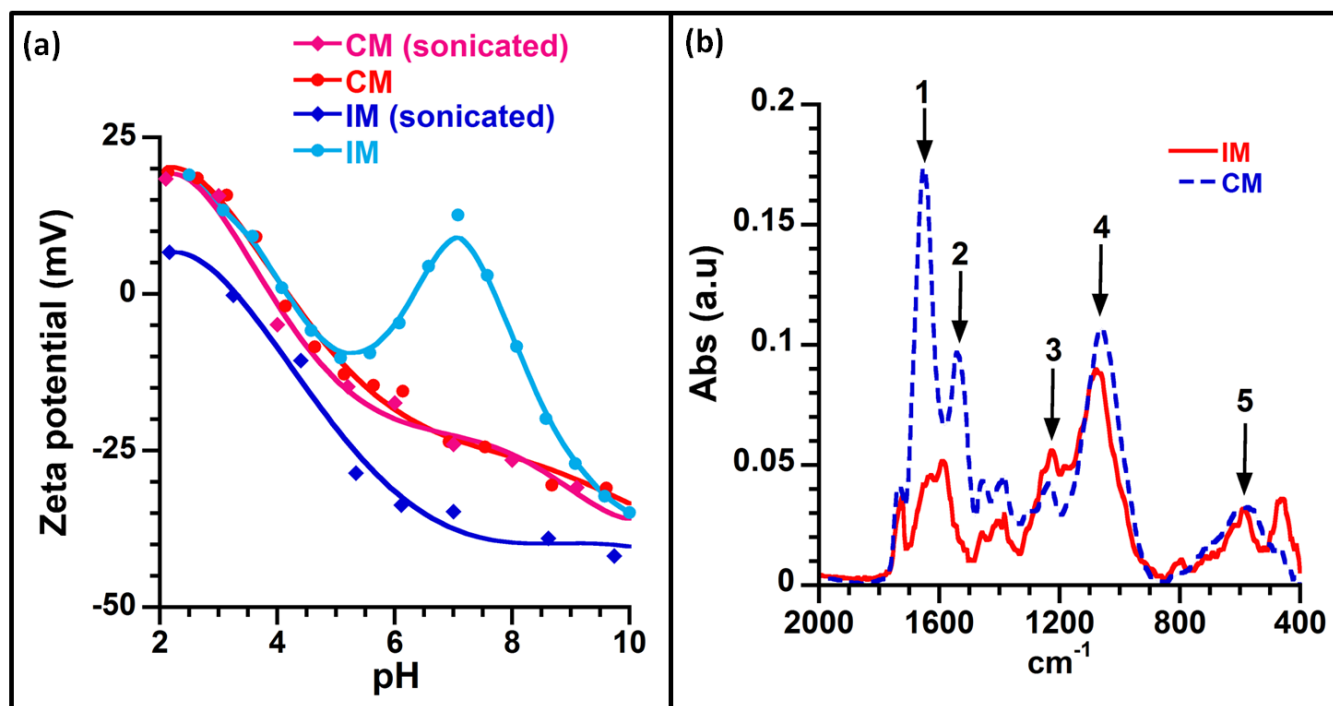 (a)
CM (sonicated)
CM
IM (sonicated)
IM
25
0
-25
-50
Zeta potential (mV)
2
4
6
8
10
pH
(b)
IM
CM
1
2
3
4
5
0.2
0.15
0.1
0.05
0
Abs (a.u)
2000
1600
1200
800
400
cm-1